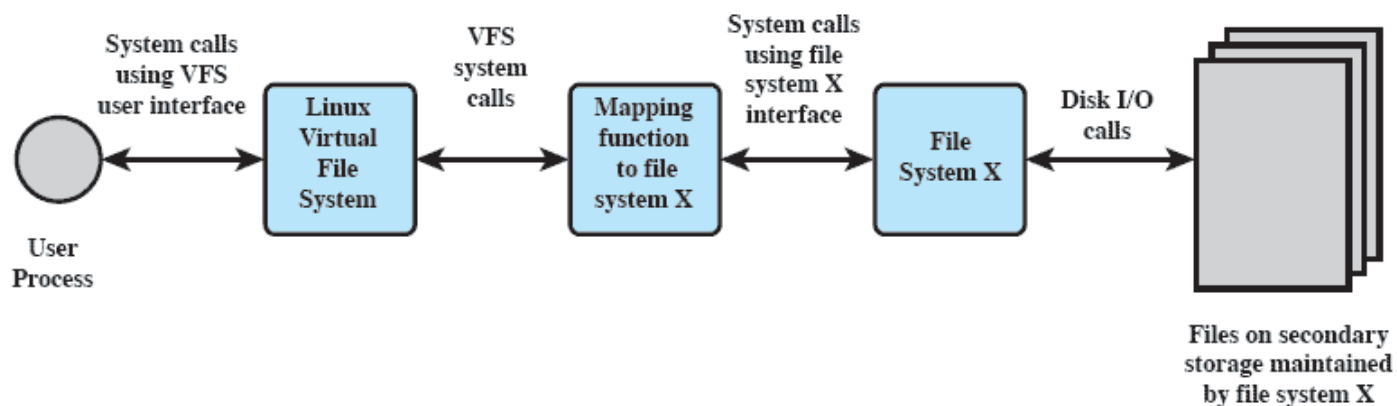 System calls
using VFS
user interface
VFS
system
calls
System calls
using file
system X
interface
Disk I/O
calls
Linux
Virtual
File
System
Mapping
function
to file
system X
File
System X
User
Process
Files on secondary
storage maintained
by file system X